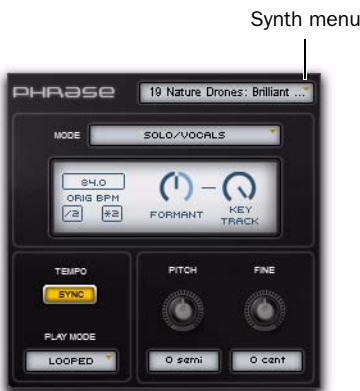 Synth menu
PHRASE
19 Nature Drones: Brilliant ...
MODE
SOLO/VOCALS
84.0
ORIG BPM
/2 *2
FORMANT
KEY TRACK
TEMPO
SYNC
PLAY MODE
LOOPED
PITCH
FINE
0 semi
0 cent